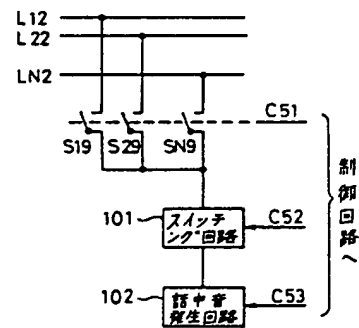 L12
L22
LN2
C51
S19 S29 SN9
制御回路へ
101
スイッチ
ング回路
C52
102
話中音
発生回路
C53